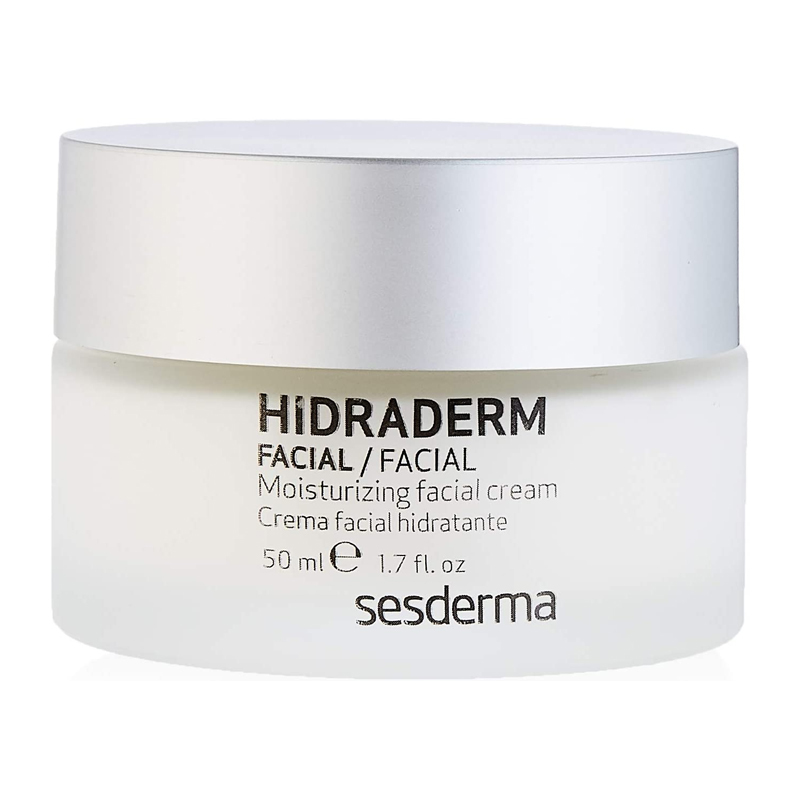 HiDRADERM
FACIAL / FACIAL
Moisturizing facial cream
Crema facial hidratante
50 ml ℮ 1.7 fl. oz
sesderma